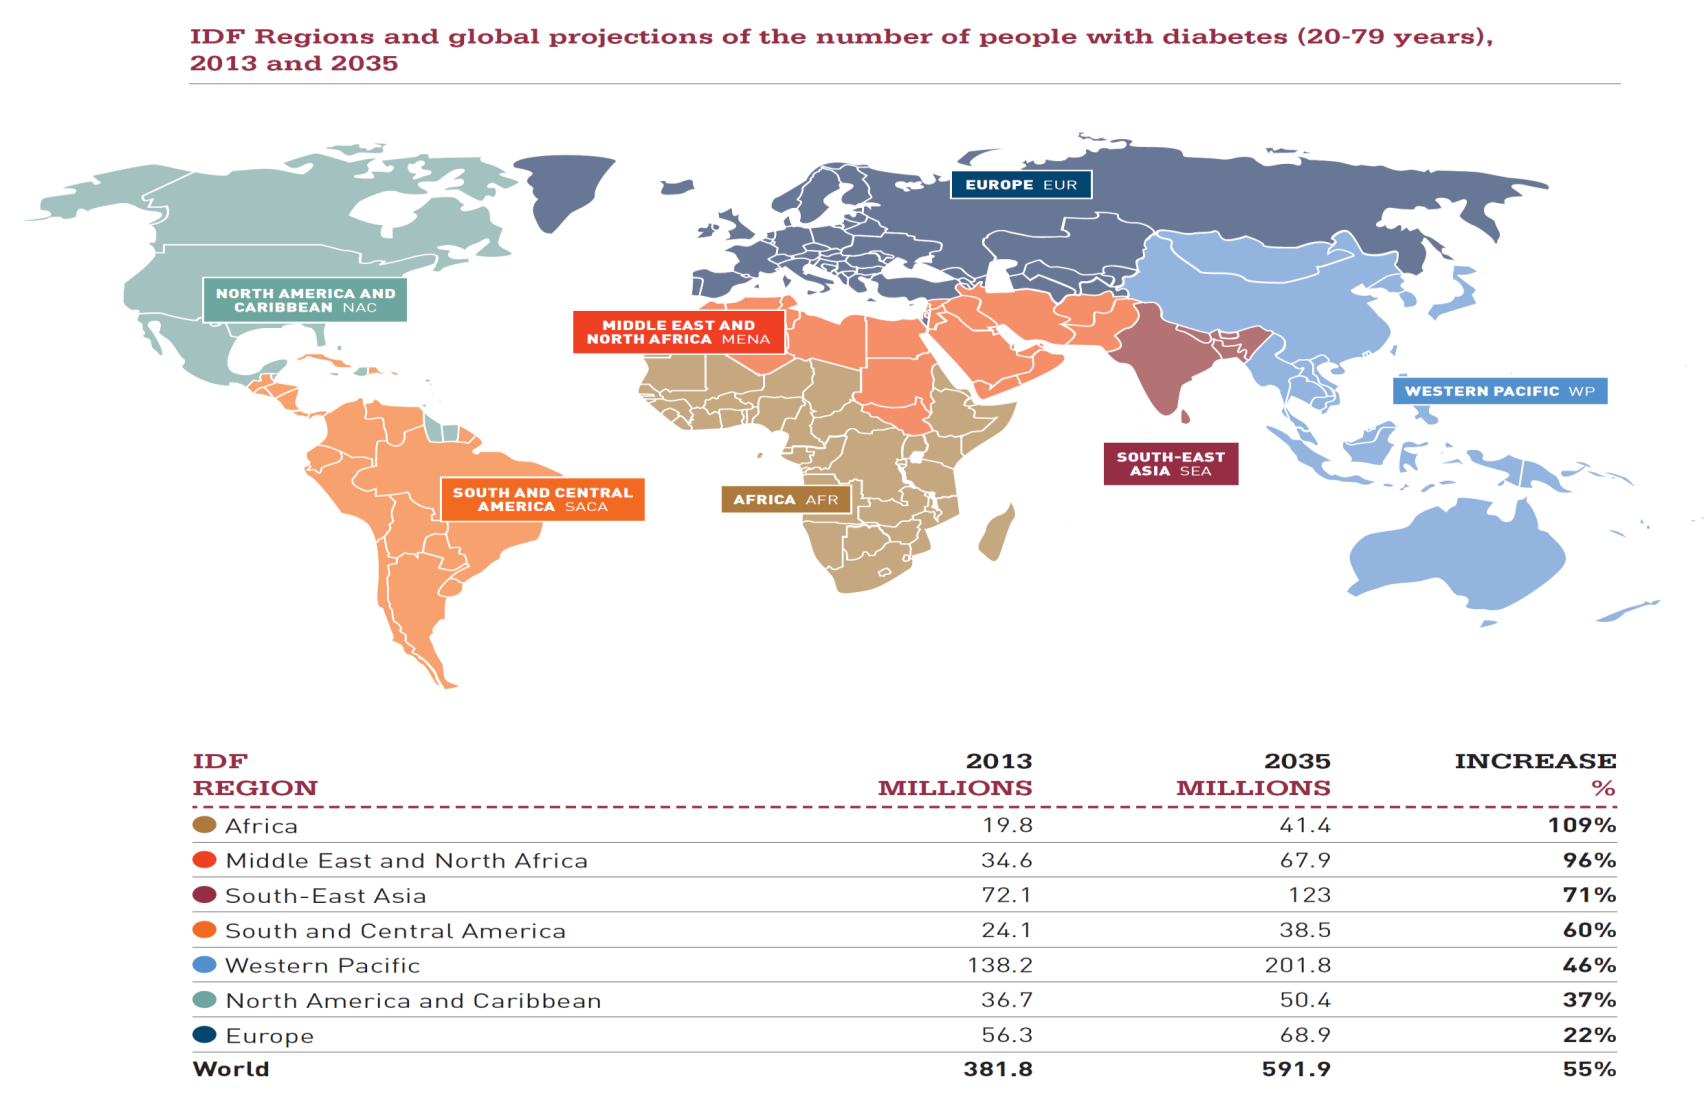 IDF Regions and global projections of the number of people with diabetes (20-79 years),
2013 and 2035
EUROPE EUR
NORTH AMERICA AND
CARIBBEAN NAC
MIDDLE EAST AND
NORTH AFRICA MENA
WESTERN PACIFIC WP
SOUTH-EAST
ASIA SEA
SOUTH AND CENTRAL
AMERICA SACA
AFRICA AFR
IDF 2013 2035 INCREASE
REGION MILLIONS MILLIONS %
Africa 19.8 41.4 109%
Middle East and North Africa 34.6 67.9 96%
South-East Asia 72.1 123 71%
South and Central America 24.1 38.5 60%
Western Pacific 138.2 201.8 46%
North America and Caribbean 36.7 50.4 37%
Europe 56.3 68.9 22%
World 381.8 591.9 55%